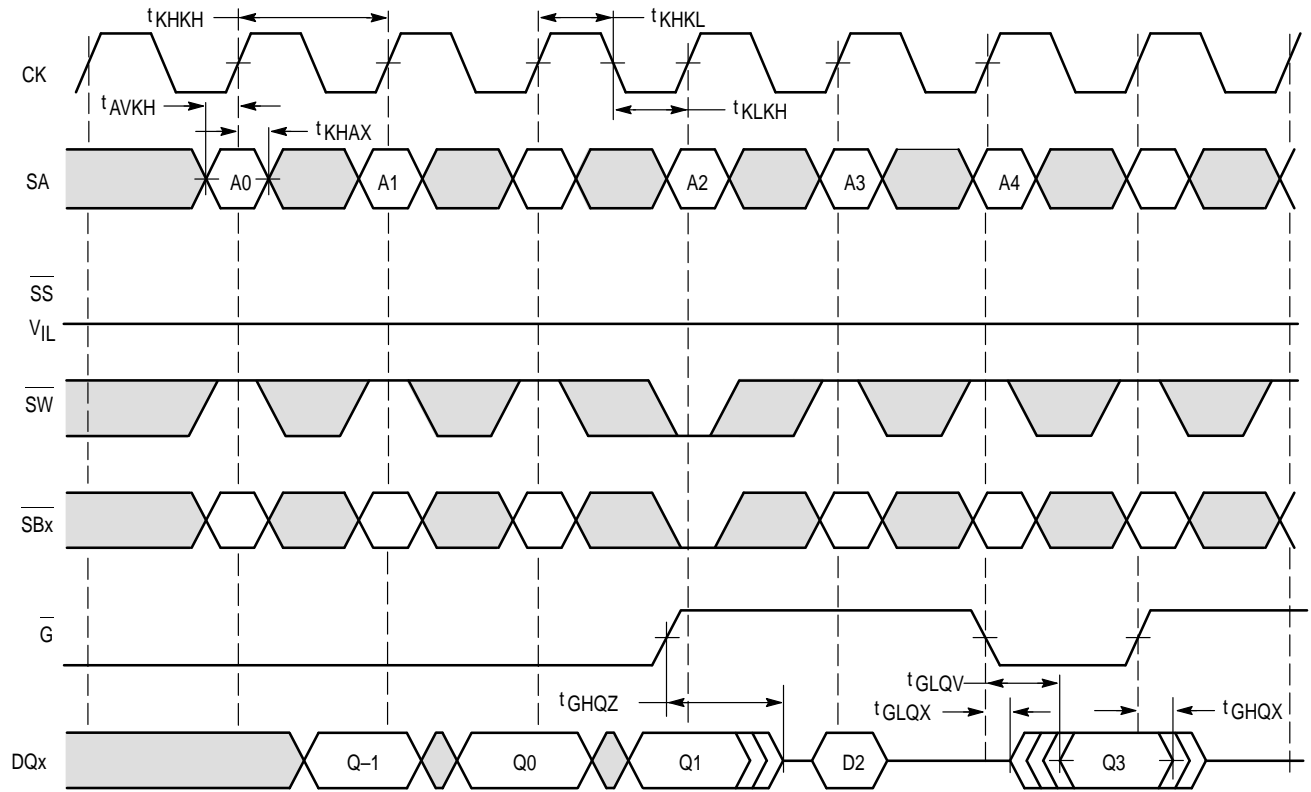 tKHKH
tKHKL
CK
tAVKH
tKLKH
tKHAX
SA
A0
A1
A2
A3
A4
SS
VIL
SW
SBx
G
tGLQV
tGHQZ
tGLQX
tGHQX
DQx
Q–1
Q0
Q1
D2
Q3